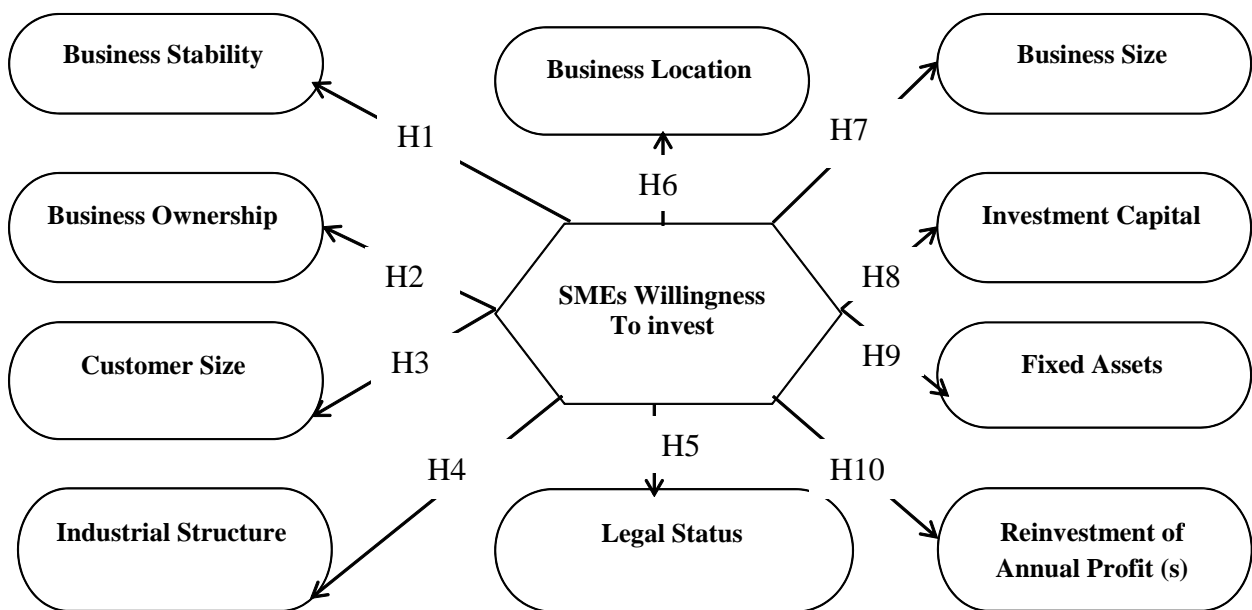 Business Stability
Business Location
Business Size
H1
H7
H6
Business Ownership
Investment Capital
H2
H8
SMEs Willingness
To invest
H3
H9
Customer Size
Fixed Assets
H5
H4
H10
Industrial Structure
Legal Status
Reinvestment of
Annual Profit (s)